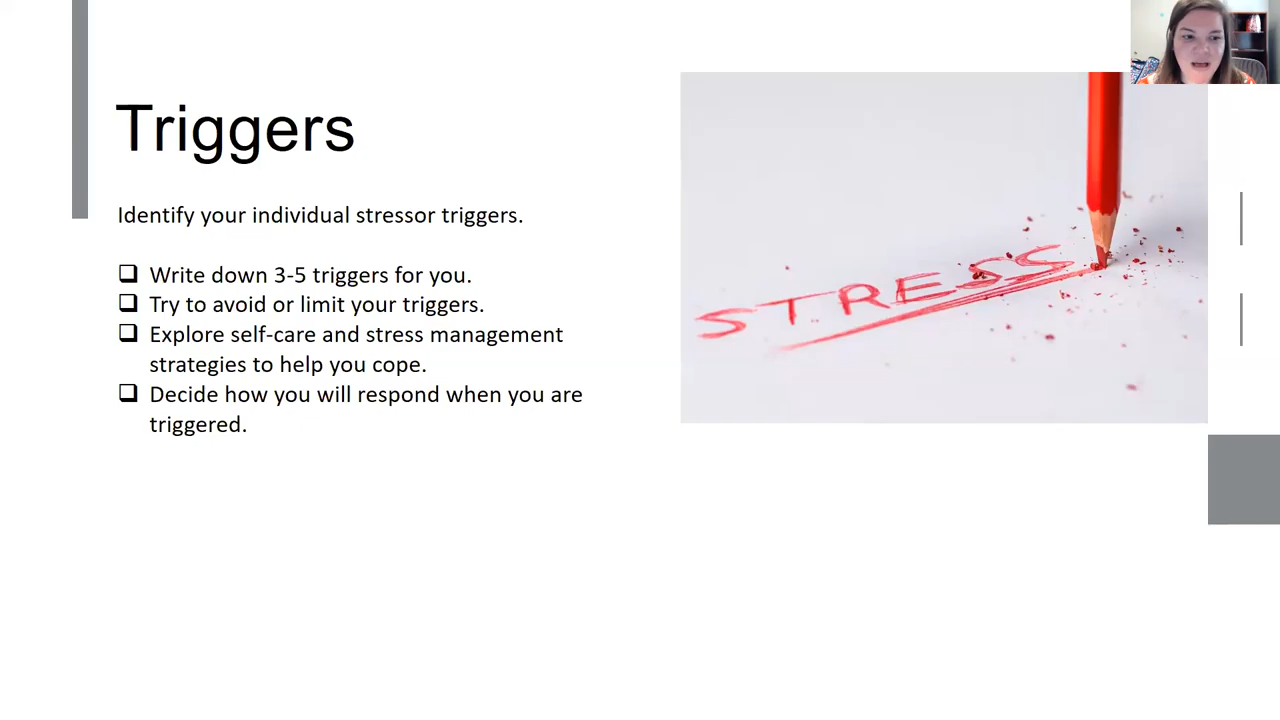 Triggers
Identify your individual stressor triggers.
❑ Write down 3-5 triggers for you.
❑ Try to avoid or limit your triggers.
❑ Explore self-care and stress management
strategies to help you cope.
❑ Decide how you will respond when you are
triggered.
STRESS